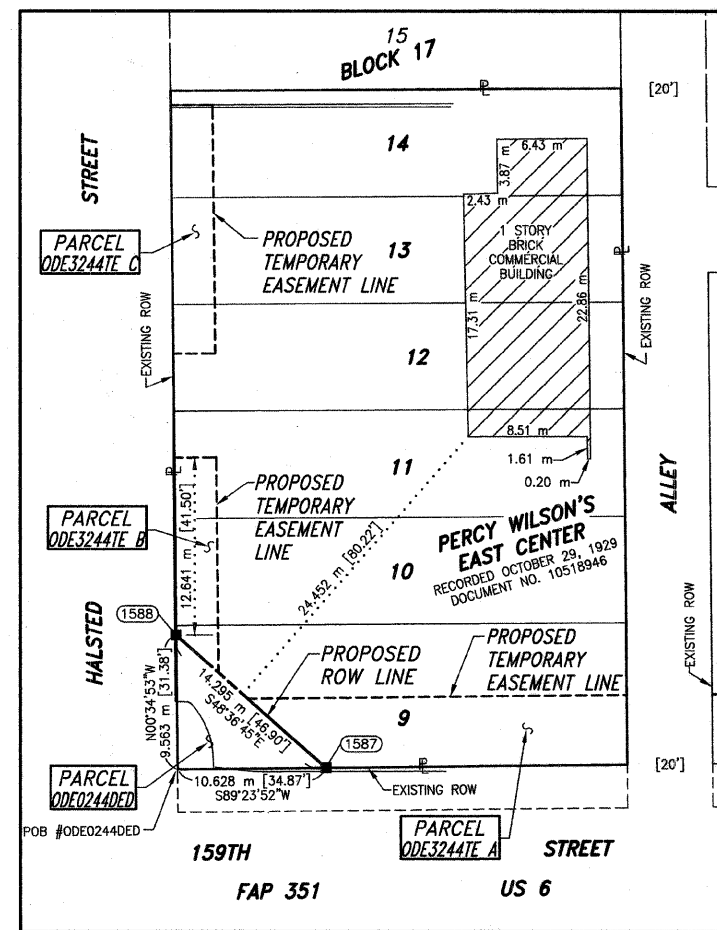 15
BLOCK 17
[20']
14
6.43 m
3.87 m
2.43 m
STREET
PARCEL
0DE3244TE C
PROPOSED
TEMPORARY
EASEMENT LINE
13
1 STORY
BRICK
COMMERCIAL
BUILDING
17.31 m
22.86 m
EXISTING ROW
EXISTING ROW
12
8.51 m
1.61 m
0.20 m
11
PROPOSED
TEMPORARY
EASEMENT
LINE
PARCEL
0DE3244TE B
12.641 m [41.50']
24.452 m [80.22']
10
PERCY WILSON'S
EAST CENTER
RECORDED OCTOBER 29, 1929
DOCUMENT NO. 10518946
ALLEY
EXISTING ROW
1588
HALSTED
N00°34'53"W
9.563 m [31.38']
PROPOSED
ROW LINE
14.295 m [46.90']
S48°36'45"E
PROPOSED
TEMPORARY
EASEMENT LINE
9
1587
[20']
PARCEL
0DE0244DED
10.628 m [34.87']
S89°23'52"W
EXISTING ROW
POB #0DE0244DED
PARCEL
0DE3244TE A
159TH
STREET
FAP 351
US 6